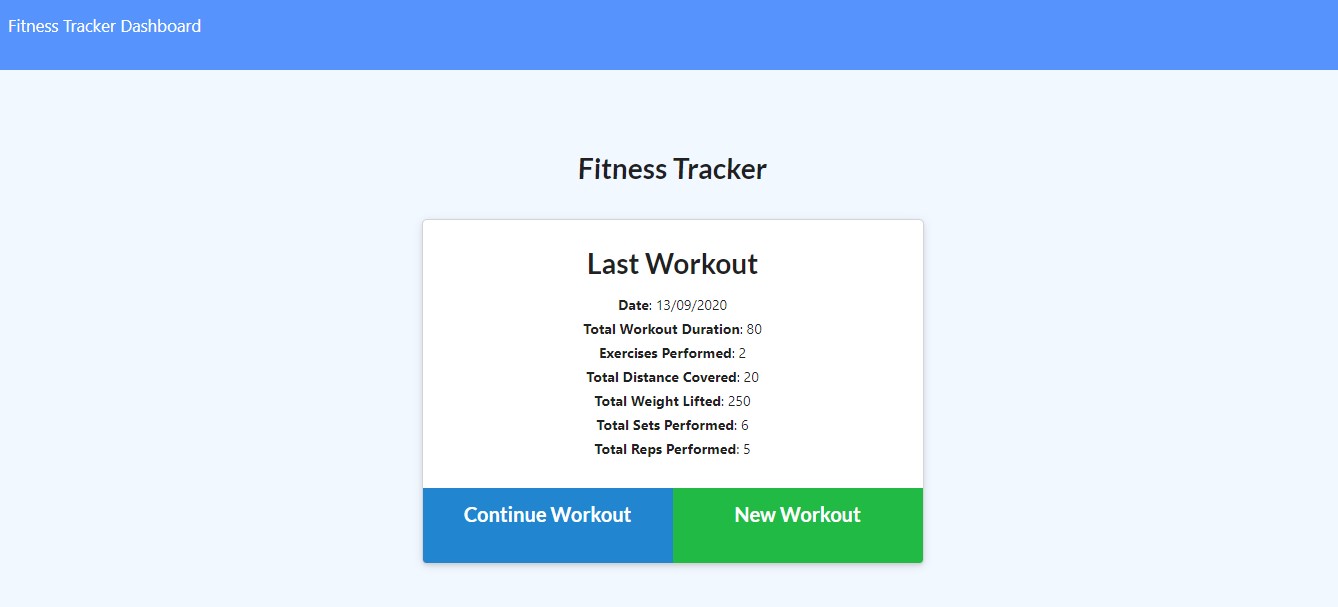 Fitness Tracker Dashboard
Fitness Tracker
Last Workout
Date: 13/09/2020
Total Workout Duration: 80
Exercises Performed: 2
Total Distance Covered: 20
Total Weight Lifted: 250
Total Sets Performed: 6
Total Reps Performed: 5
Continue Workout New Workout